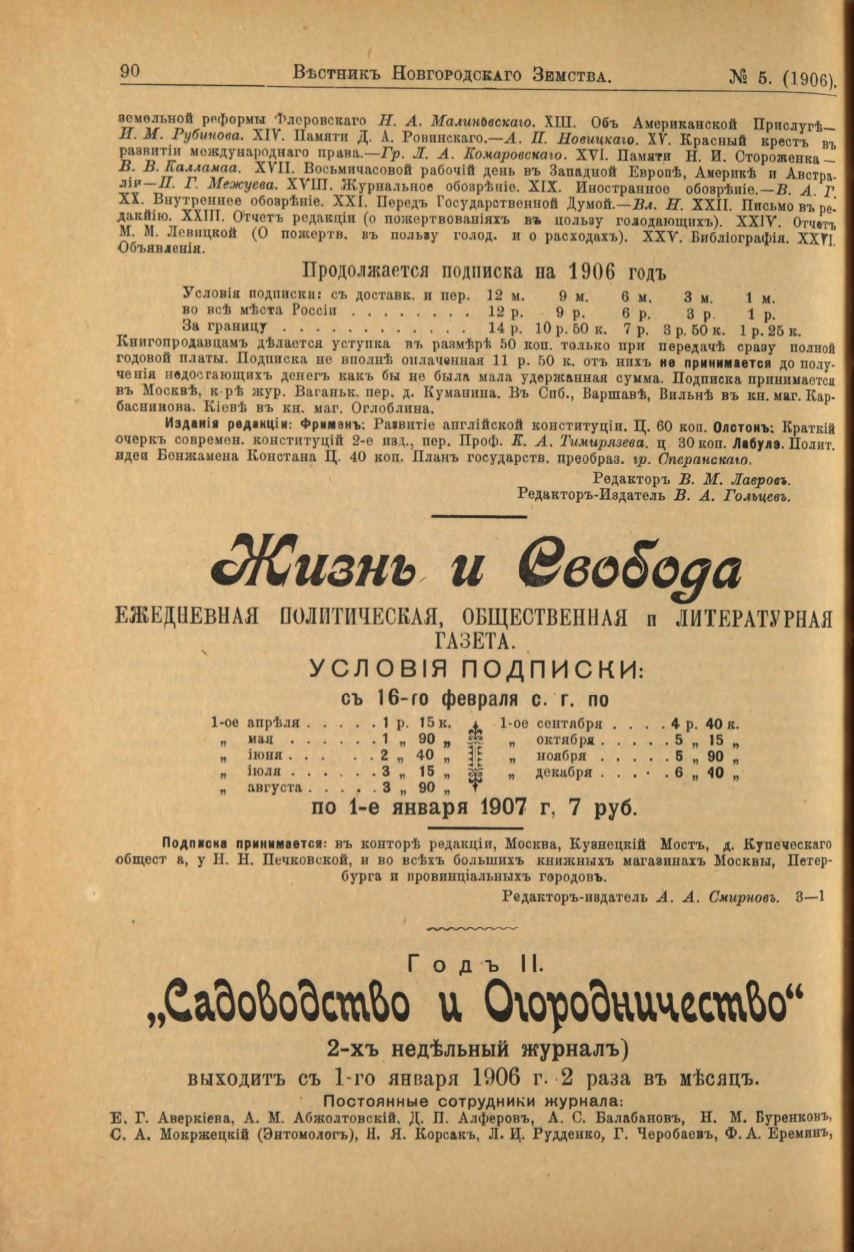 90 Вѣстникъ Новгородскаго Земства. № 5. (1906).
земельной реформы Флеровскаго Н. А. Малиновскаго. XIII. Объ Американской Прислугѣ—
И. М. Рубинова. XIV. Памяти Д. А. Ровинскаго.—А. П. Новицкаго. XV. Красный крестъ въ
развитіи международнаго права.—Гр. Л. А. Комаровскаго. XVI. Памяти Н. И. Стороженка—
В. В. Калламаа. XVII. Восьмичасовой рабочій день въ Западной Европѣ, Америкѣ и Австра-
ліи—П. Г. Межуева. XVIII. Журнальное обозрѣніе. XIX. Иностранное обозрѣніе.—В. А. Г.
XX. Внутреннее обозрѣніе. XXI. Передъ Государственной Думой.—Вл. Н. XXII. Письмо въ ре-
дакйію. XXIII. Отчетъ редакціи (о пожертвованіяхъ въ пользу голодающихъ). XXIV. Отчетъ
М. М. Левицкой (О пожертв. въ пользу голод. и о расходахъ). XXV. Библіографія. XXVI.
Объявленія.
Продолжается подписка на 1906 годъ
Условія подписки: съ доставк. и пер. 12 м. 9 м. 6 м. 3 м. 1 м.
во всѣ мѣста Россіи . . . . . . . . 12 р. 9 р. 6 р. 3 р. 1 р.
За границу . . . . . . . . . . . . 14 р. 10 р. 50 к. 7 р. 3 р. 50 к. 1 р. 25 к.
Книгопродавцамъ дѣлается уступка въ размѣрѣ 50 коп. только при передачѣ сразу полной
годовой платы. Подписка не вполнѣ оплаченная 11 р. 50 к. отъ нихъ не принимается до полу-
ченія недостающихъ денегъ какъ бы не была мала удержанная сумма. Подписка принимается
въ Москвѣ, к-рѣ жур. Ваганьк. пер. д. Куманина. Въ Спб., Варшавѣ, Вильнѣ въ кн. маг. Кар-
басникова. Кіевѣ въ кн. маг. Оглоблина.
Изданія редакціи: Фриманъ: Развитіе англійской конституціи. Ц. 60 коп. Олстонъ: Краткій
очеркъ современ. конституцій 2-е изд., пер. Проф. К. А. Тимирязева. ц 30 коп. Лабулэ. Полит.
идеи Бенжамена Констана Ц. 40 коп. Планъ государств. преобраз. гр. Сперанскаго.
Редакторъ В. М. Лавровъ.
Редакторъ-Издатель В. А. Гольцевъ.
Жизнь и Свобода
ЕЖЕДНЕВНАЯ ПОЛИТИЧЕСКАЯ, ОБЩЕСТВЕННАЯ и ЛИТЕРАТУРНАЯ
ГАЗЕТА.
УСЛОВІЯ ПОДПИСКИ:
съ 16-го февраля с. г. по
1-ое апрѣля . . . . . 1 р. 15 к. 1-ое сентября . . . . 4 р. 40 к.
„ мая . . . . . . 1 „ 90 „ „ октября . . . . . 5 „ 15 „
„ іюня . . . . . . 2 „ 40 „ „ ноября . . . . . 5 „ 90 „
„ іюля . . . . . . 3 „ 15 „ „ декабря . . . . . 6 „ 40 „
„ августа . . . . . 3 „ 90 „
по 1-е января 1907 г, 7 руб.
Подписка принимается: въ конторѣ редакціи, Москва, Кузнецкій Мостъ, д. Купеческаго
общест а, у Н. Н. Печковской, и во всѣхъ большихъ книжныхъ магазинахъ Москвы, Петер-
бурга и провинціальныхъ городовъ.
Редакторъ-издатель А. А. Смирновъ. 3—1
Годъ II.
„Садоводство и Огородничество“
2-хъ недѣльный журналъ)
выходитъ съ 1-го января 1906 г. 2 раза въ мѣсяцъ.
Постоянные сотрудники журнала:
Е. Г. Аверкіева, А. М. Абжолтовскій. Д. П. Алферовъ, А. С. Балабановъ, Н. М. Буренковъ,
С. А. Мокржецкій (Энтомологъ), Н. Я. Корсакъ, Л. И. Рудденко, Г. Черобаевъ, Ф. А. Ереминъ,